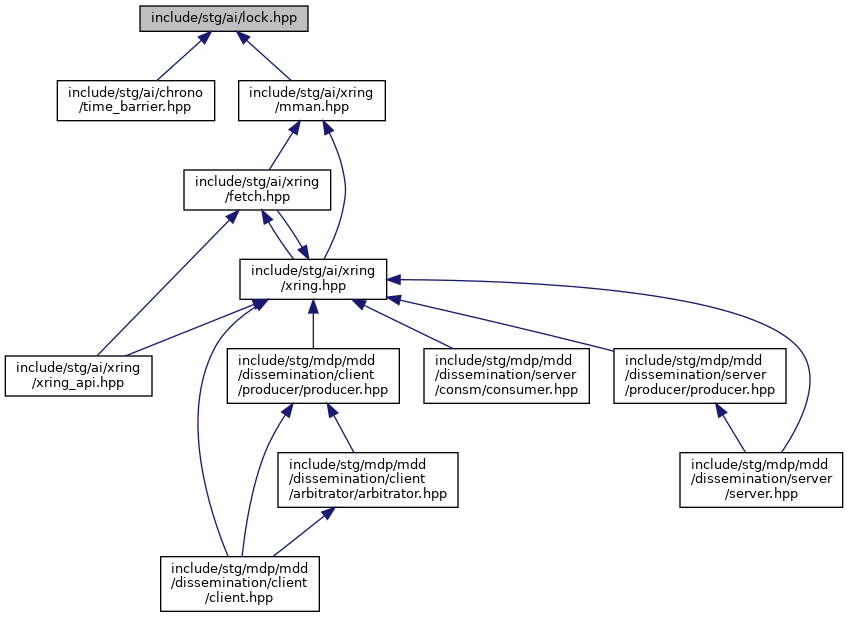 include/stg/ai/lock.hpp
include/stg/ai/chrono
/time_barrier.hpp
include/stg/ai/xring
/mman.hpp
include/stg/ai/xring
/fetch.hpp
include/stg/ai/xring
/xring.hpp
include/stg/ai/xring
/xring_api.hpp
include/stg/mdp/mdd
/dissemination/client
/producer/producer.hpp
include/stg/mdp/mdd
/dissemination/server
/consm/consumer.hpp
include/stg/mdp/mdd
/dissemination/server
/producer/producer.hpp
include/stg/mdp/mdd
/dissemination/client
/arbitrator/arbitrator.hpp
include/stg/mdp/mdd
/dissemination/server
/server.hpp
include/stg/mdp/mdd
/dissemination/client
/client.hpp